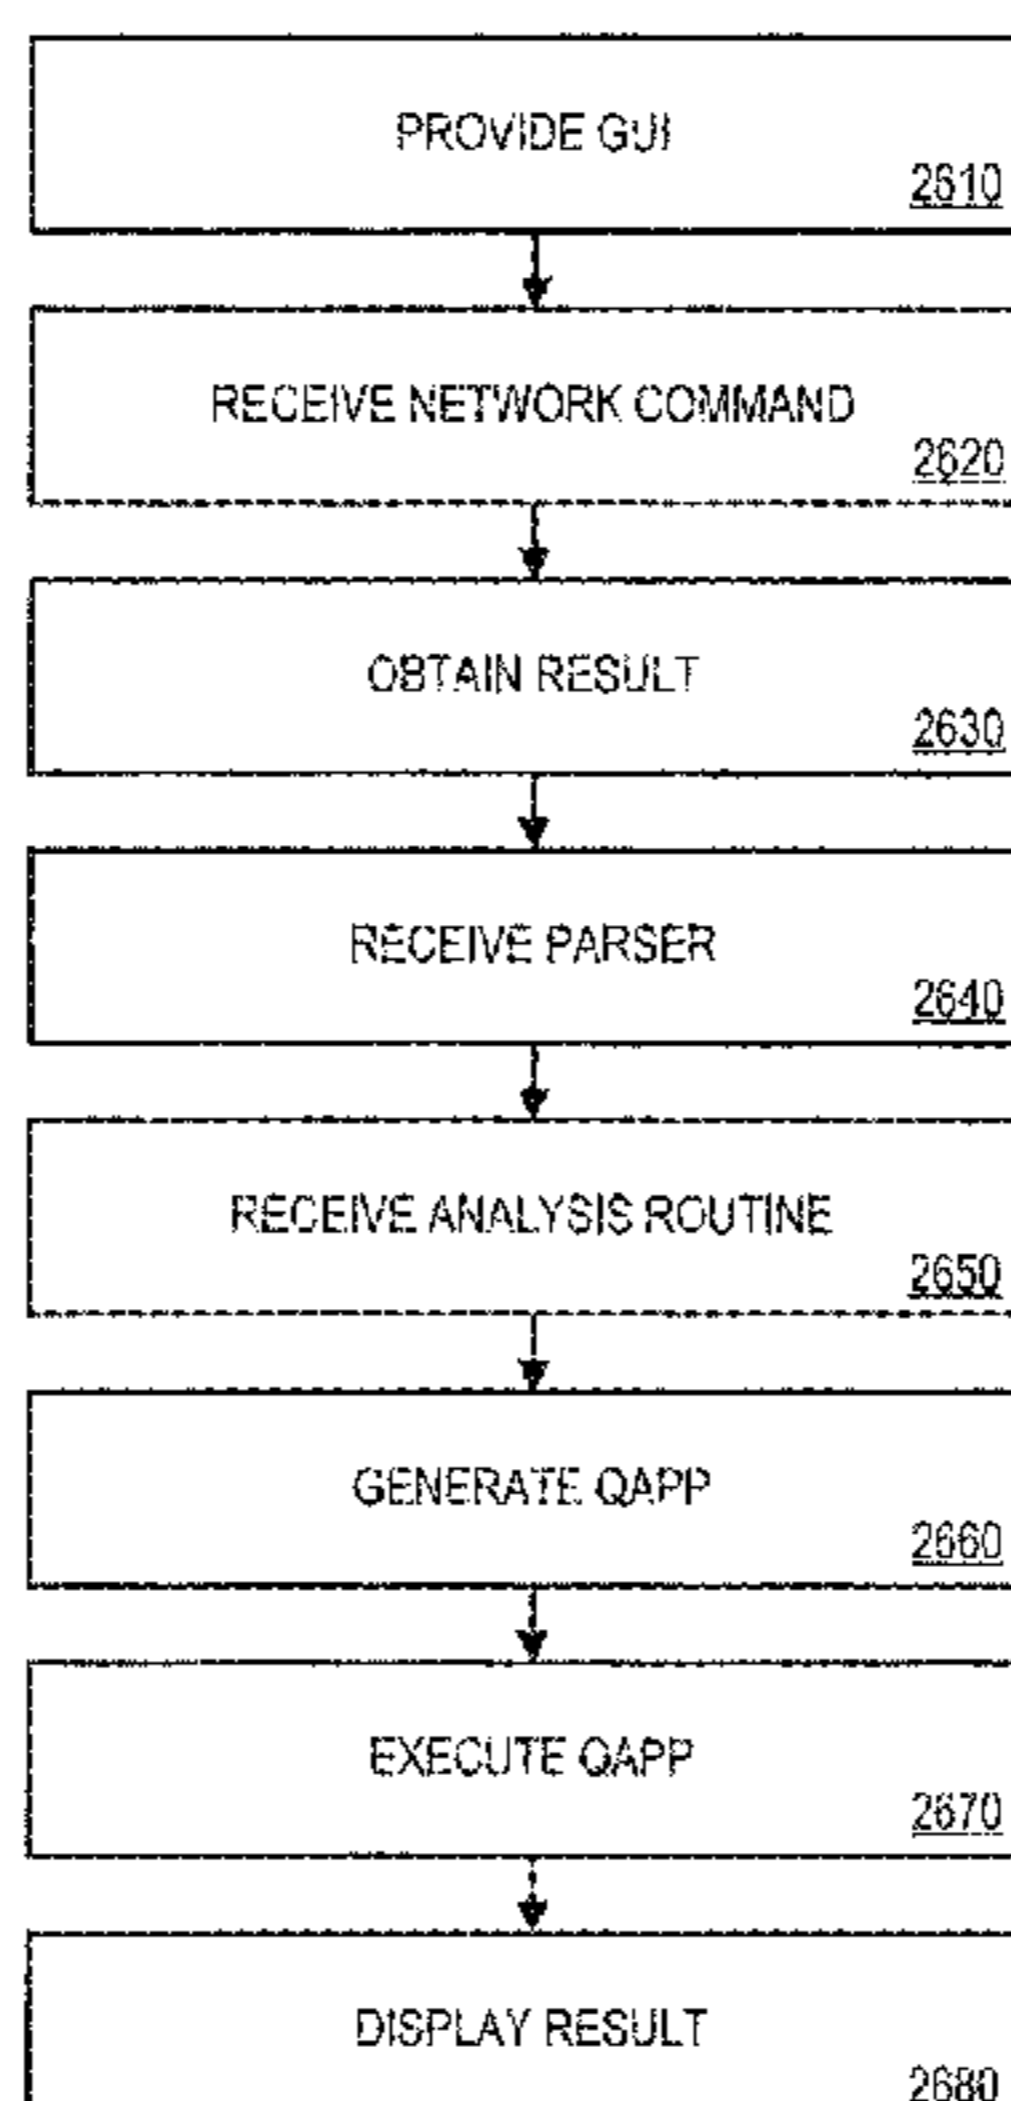 PROVIDE GUI
2610
RECEIVE NETWORK COMMAND
2620
OBTAIN RESULT
2630
RECEIVE PARSER
2640
RECEIVE ANALYSIS ROUTINE
2650
GENERATE QAPP
2660
EXECUTE QAPP
2670
DISPLAY RESULT
2680